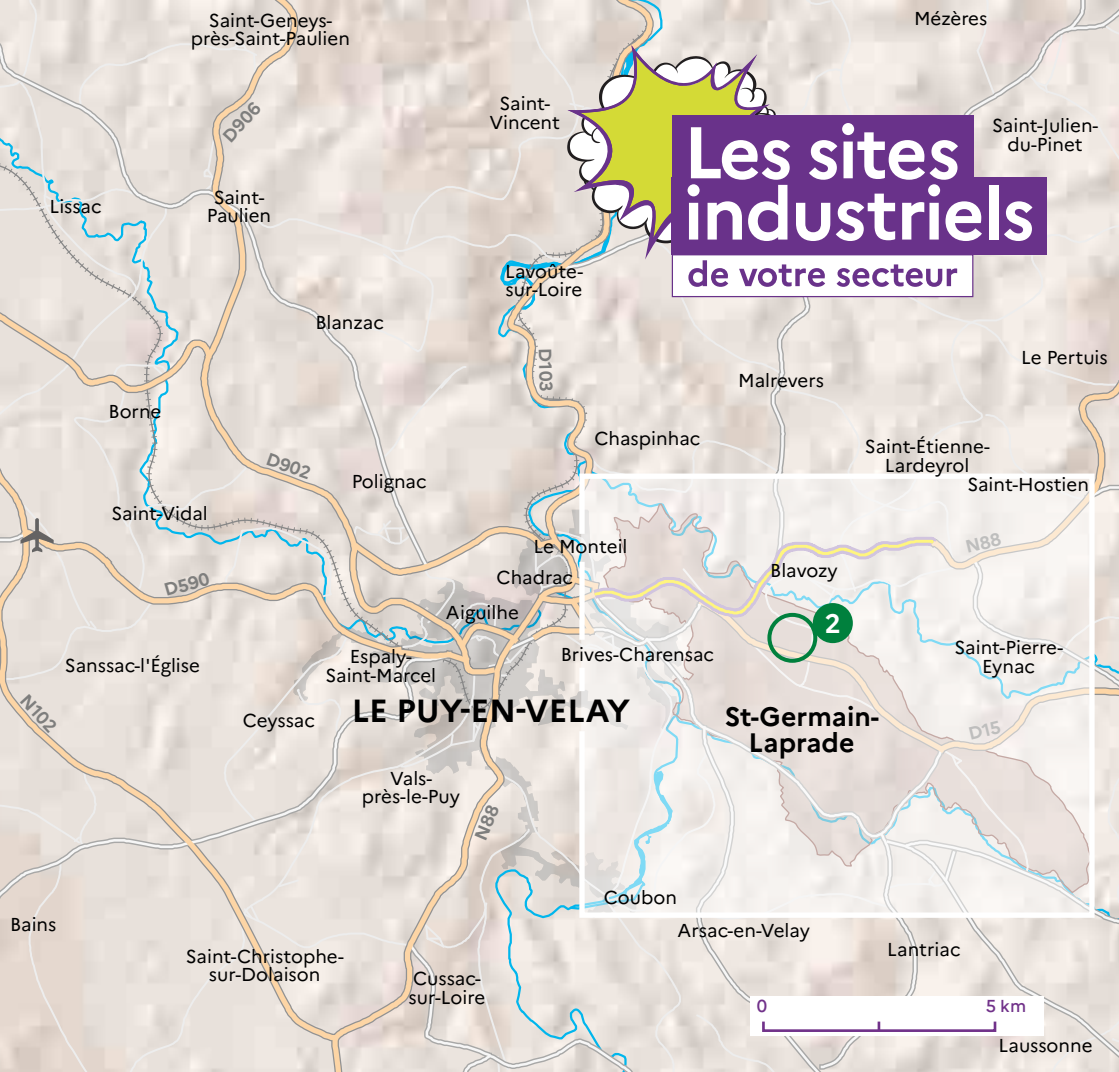 Saint-Geneys-
près-Saint-Paulien
Mézères
D906
Saint-
Vincent
Saint-Julien-
du-Pinet
Les sites
industriels
de votre secteur
Lissac
Saint-
Paulien
Lavoûte-
sur-Loire
Blanzac
D103
Le Pertuis
Malrevers
Borne
Chaspinhac
Saint-Étienne-
Lardeyrol
D902
Polignac
Saint-Hostien
Saint-Vidal
Le Monteil
N88
Chadrac
Blavozy
D590
Aiguilhe
2
Sanssac-l'Église
Espaly-
Saint-Marcel
Brives-Charensac
Saint-Pierre-
Eynac
N102
Ceyssac
LE PUY-EN-VELAY
St-Germain-
Laprade
D15
Vals-
près-le-Puy
N88
Coubon
Bains
Arsac-en-Velay
Lantriac
Saint-Christophe-
sur-Dolaison
Cussac-
sur-Loire
0
5 km
Laussonne